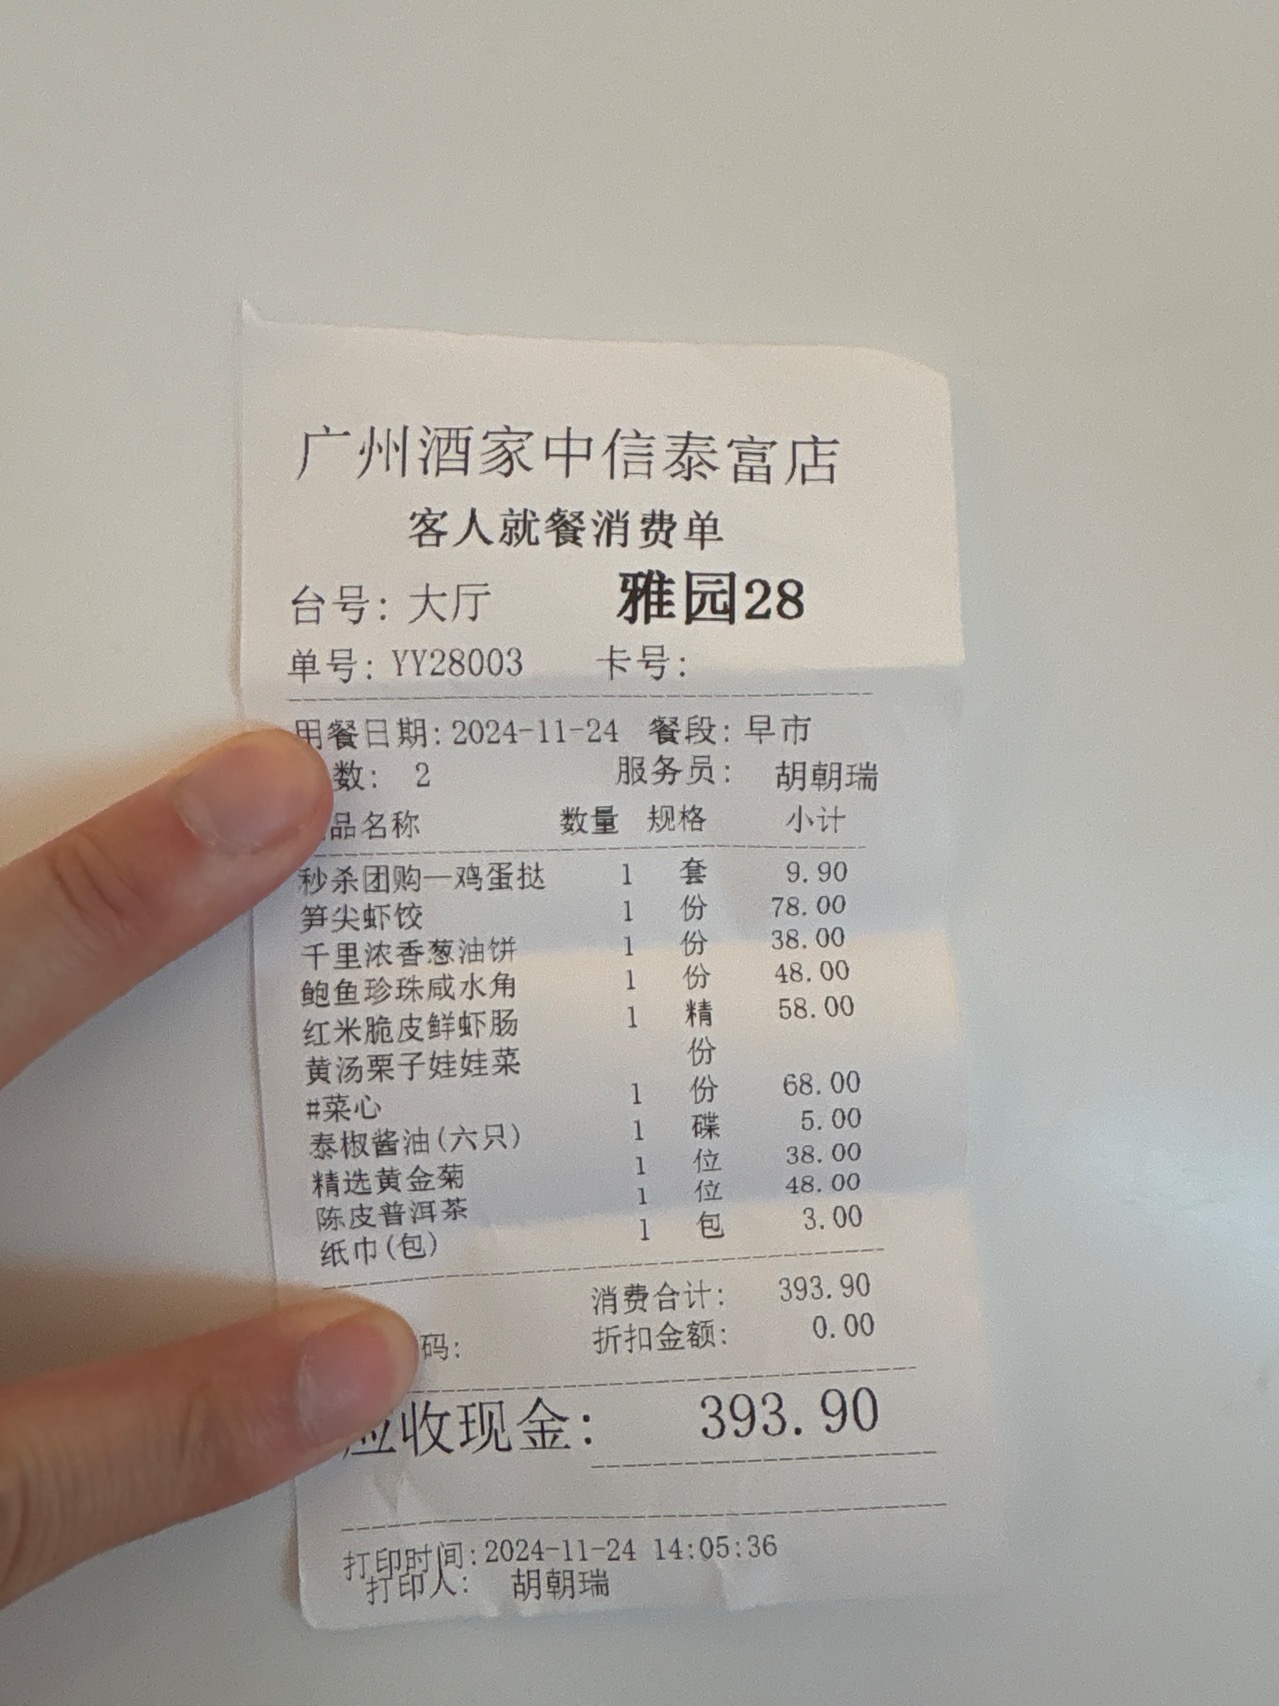 广州酒家中信泰富店
客人就餐消费单
台号: 大厅 雅园28
单号: YY28003 卡号:
用餐日期: 2024-11-24 餐段: 早市
数: 2 服务员: 胡朝瑞
品名称 数量 规格 小计
秒杀团购—鸡蛋挞 1 套 9.90
笋尖虾饺 1 份 78.00
千里浓香葱油饼 1 份 38.00
鲍鱼珍珠咸水角 1 份 48.00
红米脆皮鲜虾肠 1 精 58.00
黄汤栗子娃娃菜 份
#菜心 1 份 68.00
泰椒酱油(六只) 1 碟 5.00
精选黄金菊 1 位 38.00
陈皮普洱茶 1 位 48.00
纸巾(包) 1 包 3.00
消费合计: 393.90
码: 折扣金额: 0.00
应收现金: 393.90
打印时间: 2024-11-24 14:05:36
打印人: 胡朝瑞